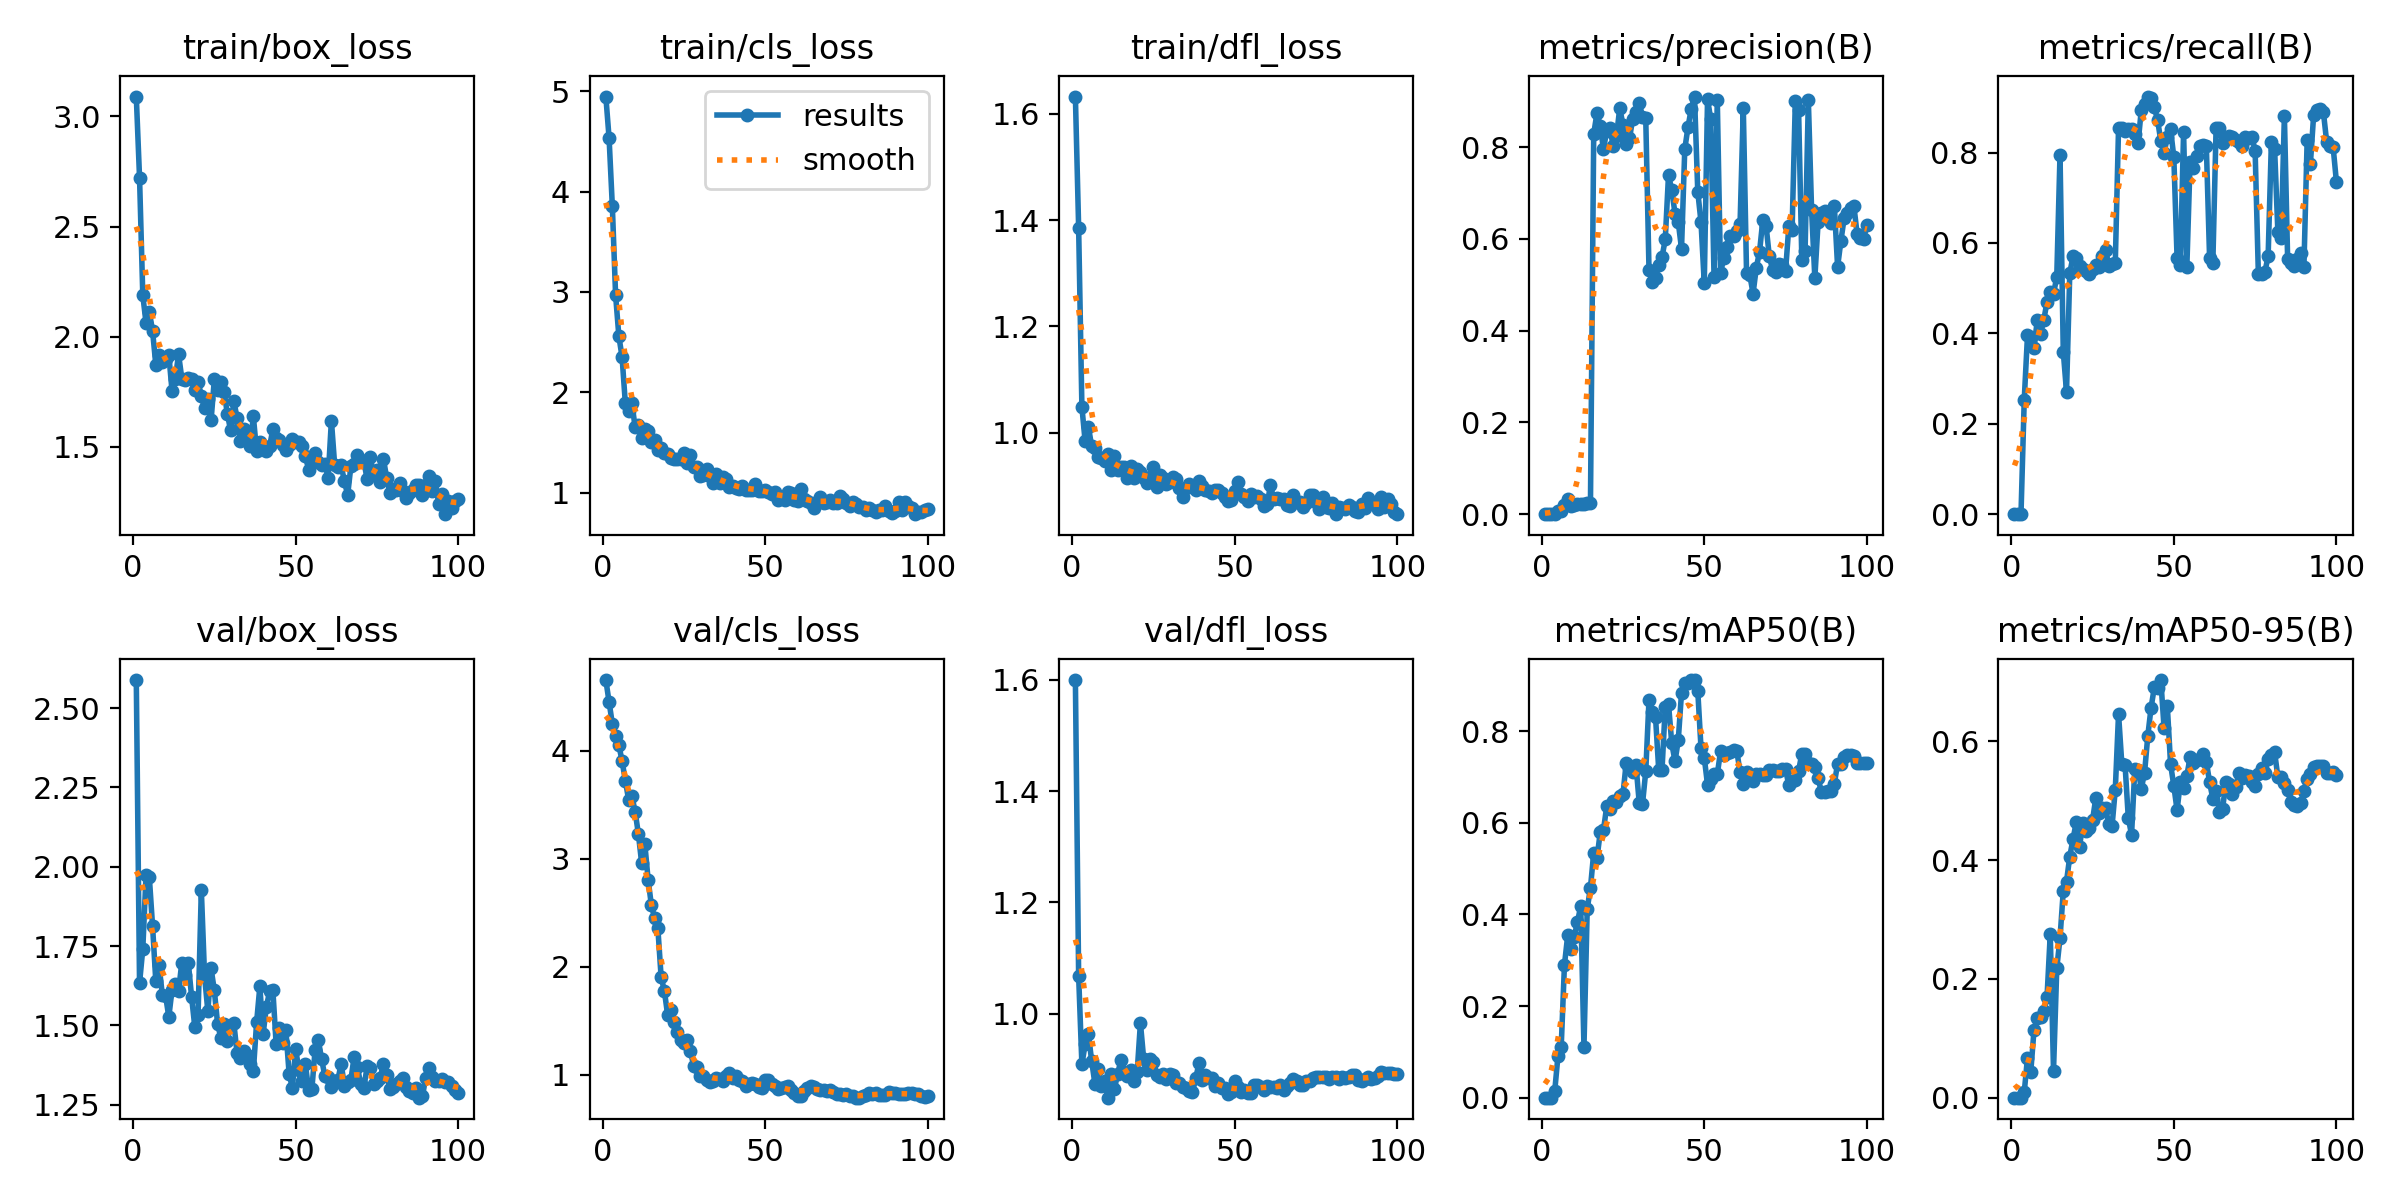 train/box_loss
train/cls_loss
train/dfl_loss
metrics/precision(B)
metrics/recall(B)
3.0
2.5
2.0
1.5
0 50 100
5
4
3
2
1
0 50 100
results
smooth
1.6
1.4
1.2
1.0
0 50 100
0.8
0.6
0.4
0.2
0.0
0 50 100
0.8
0.6
0.4
0.2
0.0
0 50 100
val/box_loss
val/cls_loss
val/dfl_loss
metrics/mAP50(B)
metrics/mAP50-95(B)
2.50
2.25
2.00
1.75
1.50
1.25
0 50 100
4
3
2
1
0 50 100
1.6
1.4
1.2
1.0
0 50 100
0.8
0.6
0.4
0.2
0.0
0 50 100
0.6
0.4
0.2
0.0
0 50 100